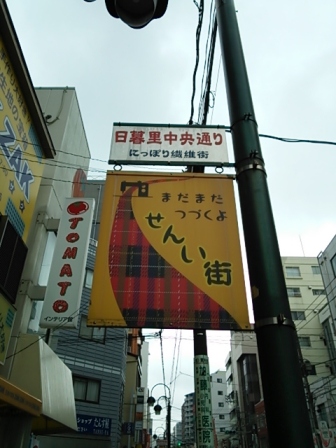 日暮里中央通り
にっぽり繊維街
まだまだ
つづくよ
せんい街
TOMATO
インテリア館